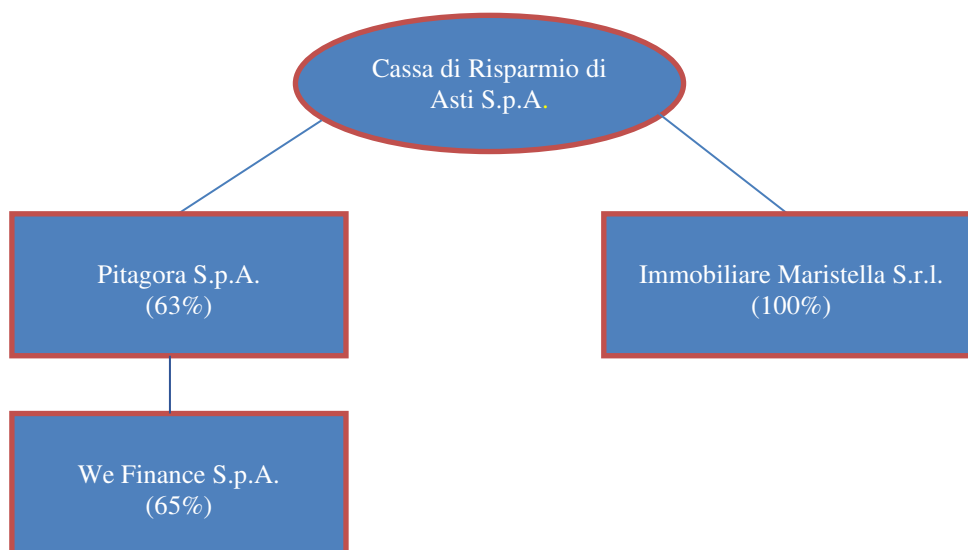 Cassa di Risparmio di
Asti S.p.A.
Pitagora S.p.A.
(63%)
Immobiliare Maristella S.r.l.
(100%)
We Finance S.p.A.
(65%)